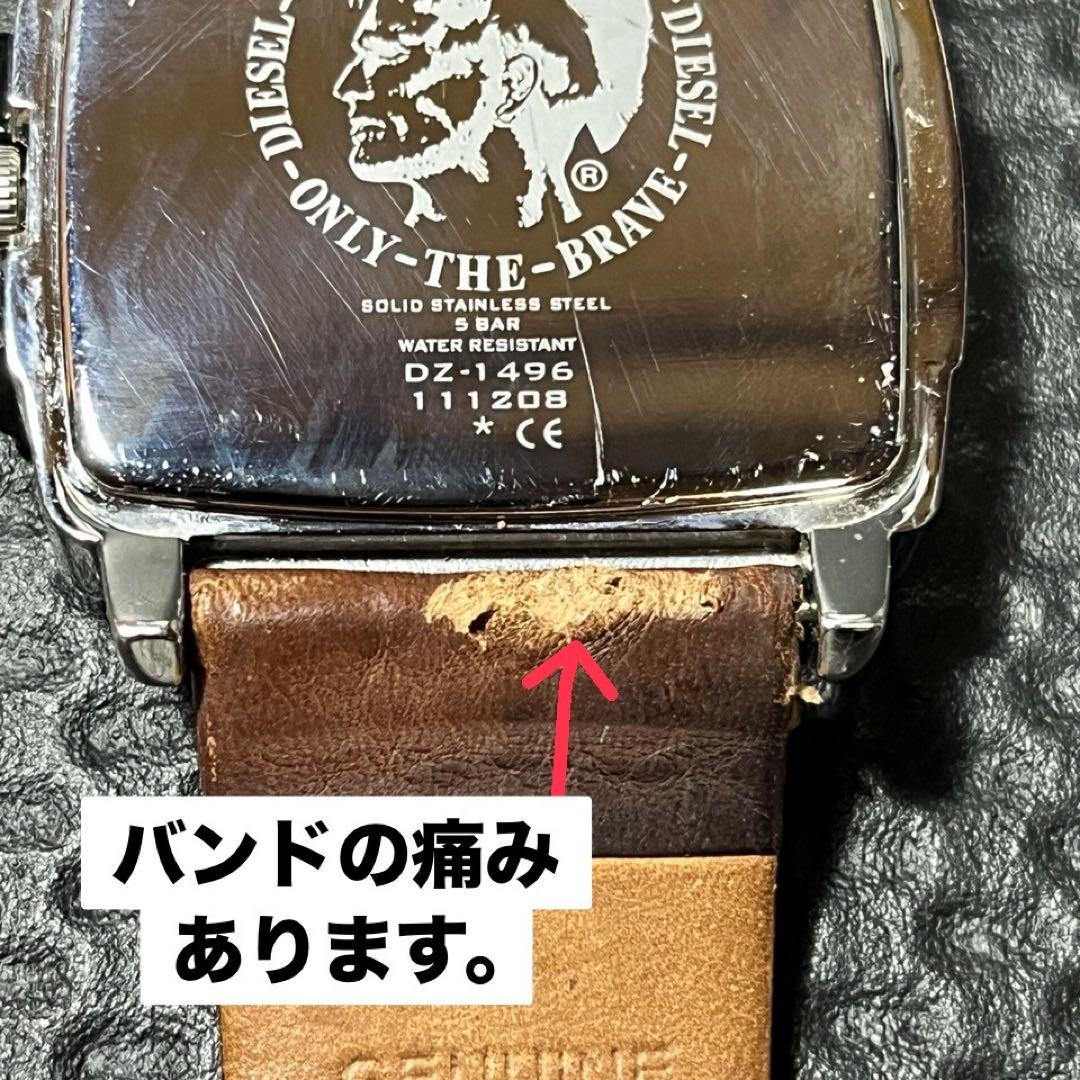 DIESEL-ONLY-THE-BRAVE-DIESEL
®
SOLID STAINLESS STEEL
5 BAR
WATER RESISTANT
DZ-1496
111208
* CE
バンドの痛み
あります。
GENUINE